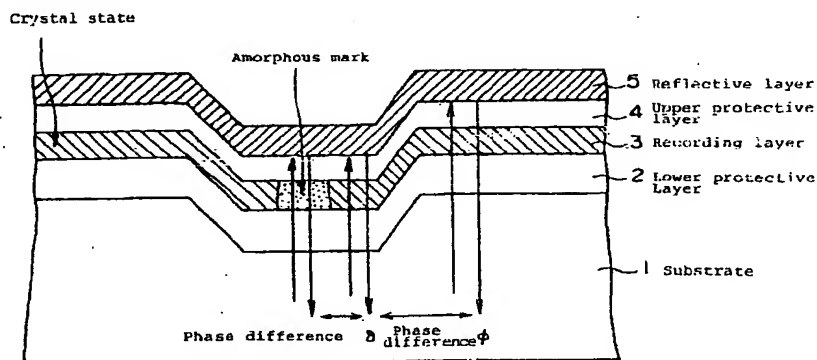 Crystal state
Amorphous mark
5 Reflective layer
4 Upper protective
layer
3 Recording layer
2 Lower protective
Layer
1 Substrate
Phase difference ∂ Phase
difference φ